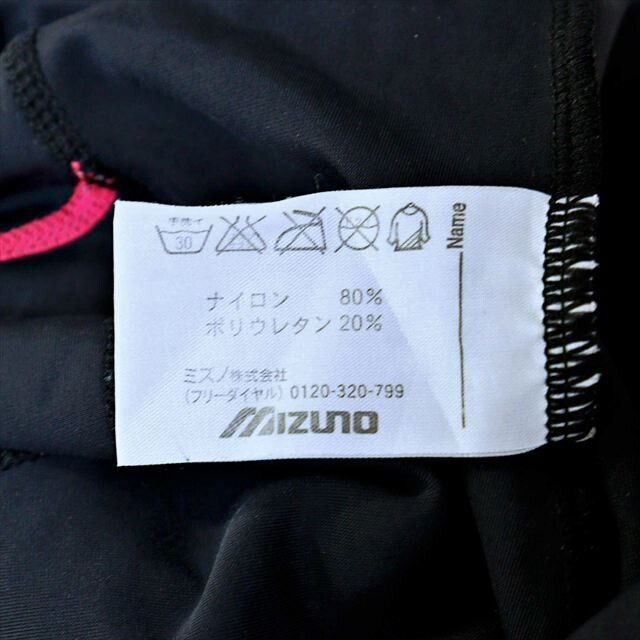 手洗イ
30
ナイロン 80%
ポリウレタン 20%
ミズノ株式会社
(フリーダイヤル) 0120-320-799
MIZUNO
Name